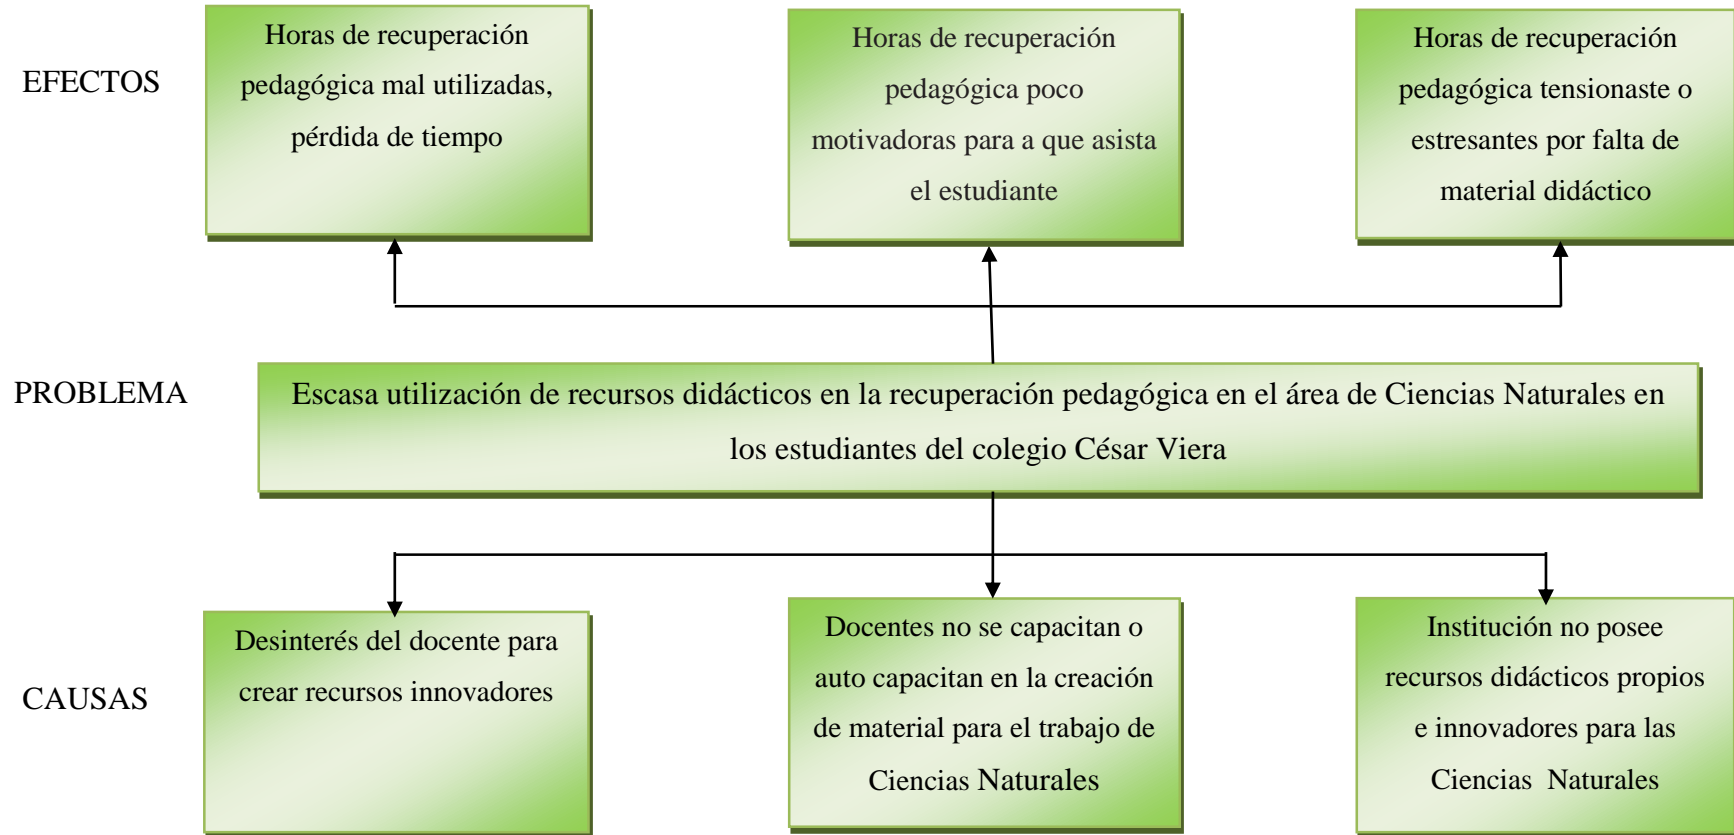 EFECTOS
Horas de recuperación
pedagógica mal utilizadas,
pérdida de tiempo
Horas de recuperación
pedagógica poco
motivadoras para a que asista
el estudiante
Horas de recuperación
pedagógica tensionaste o
estresantes por falta de
material didáctico
PROBLEMA
Escasa utilización de recursos didácticos en la recuperación pedagógica en el área de Ciencias Naturales en
los estudiantes del colegio César Viera
CAUSAS
Desinterés del docente para
crear recursos innovadores
Docentes no se capacitan o
auto capacitan en la creación
de material para el trabajo de
Ciencias Naturales
Institución no posee
recursos didácticos propios
e innovadores para las
Ciencias Naturales